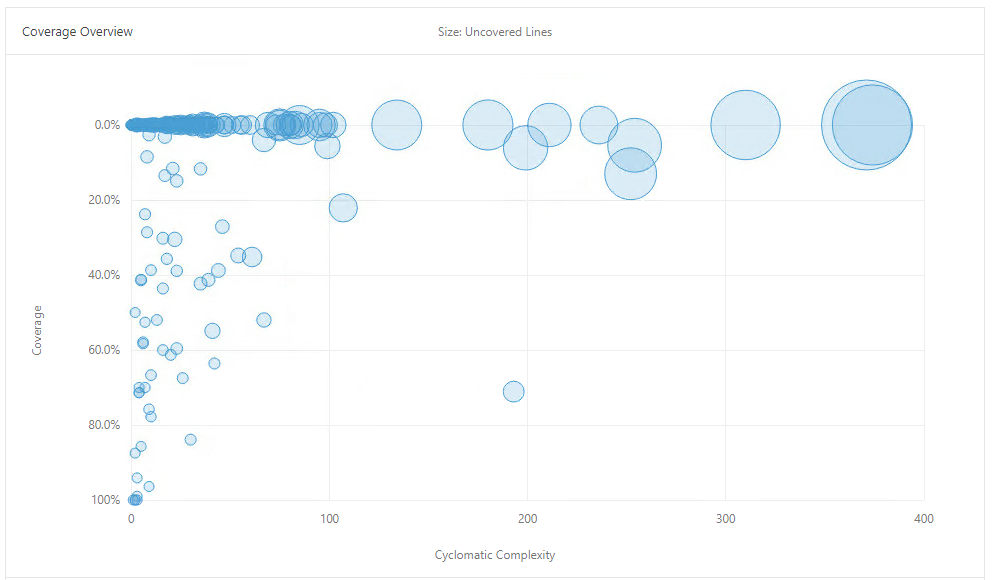 Coverage Overview
Size: Uncovered Lines
0.0%
20.0%
40.0%
60.0%
80.0%
100%
Coverage
0 100 200 300 400
Cyclomatic Complexity